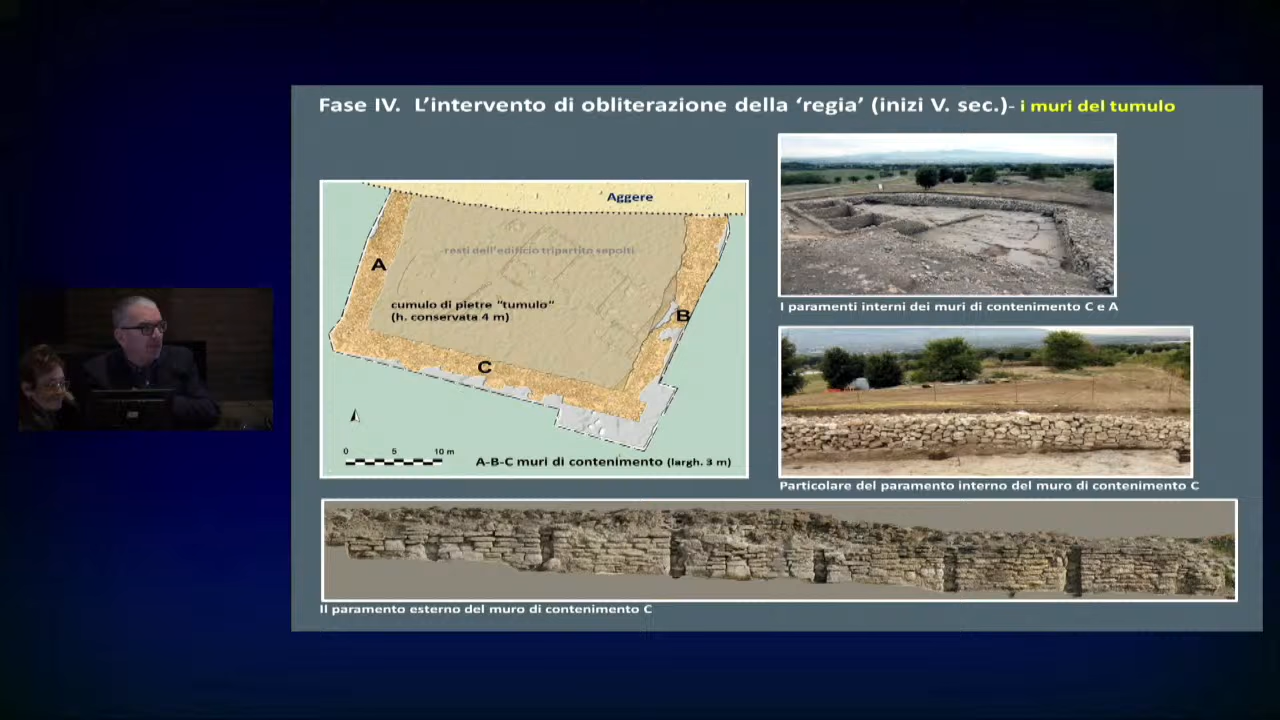 Fase IV. L'intervento di obliterazione della 'regia' (inizi V. sec.)- i muri del tumulo
Aggere
resti dell'edificio tripartito sepolti
A
cumulo di pietre "tumulo"
(h. conservata 4 m)
B
C
0 5 10 m
A-B-C muri di contenimento (largh. 3 m)
I paramenti interni dei muri di contenimento C e A
Particolare del paramento interno del muro di contenimento C
Il paramento esterno del muro di contenimento C